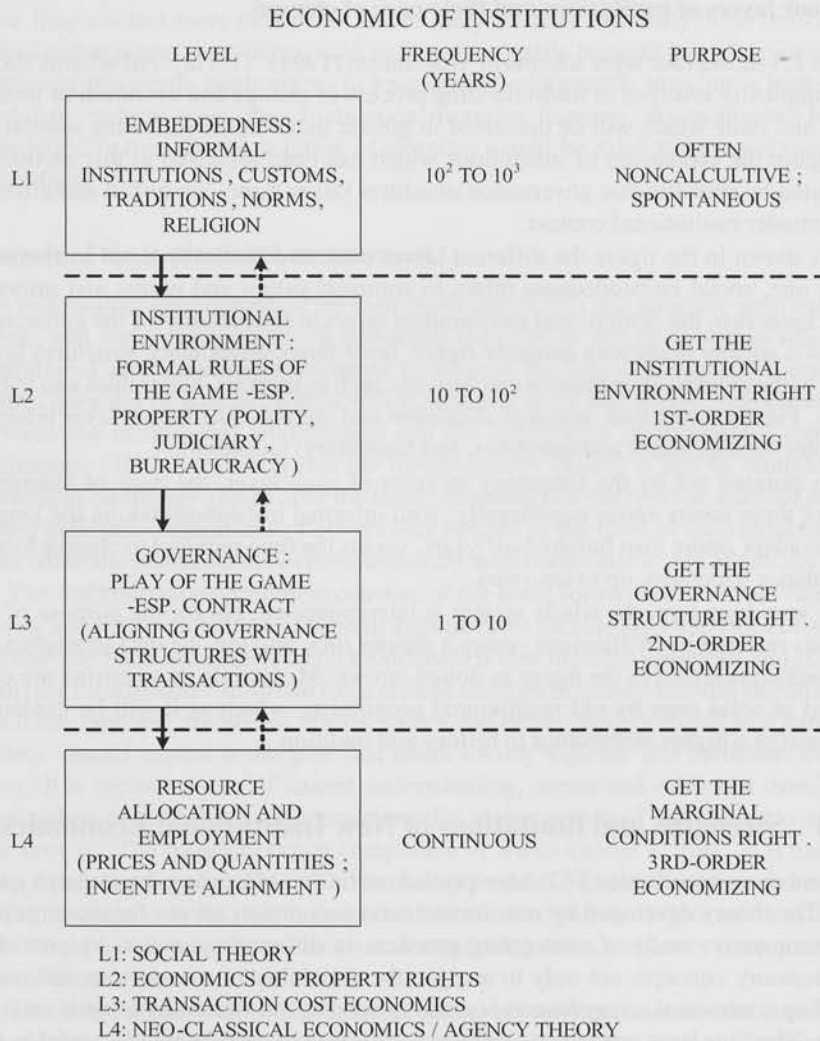 ECONOMIC OF INSTITUTIONS
LEVEL FREQUENCY PURPOSE -
(YEARS)
EMBEDDEDNESS :
INFORMAL
INSTITUTIONS , CUSTOMS,
TRADITIONS , NORMS,
RELIGION
L1
10² TO 10³
OFTEN
NONCALCULTIVE ;
SPONTANEOUS
INSTITUTIONAL
ENVIRONMENT :
FORMAL RULES OF
THE GAME -ESP.
PROPERTY (POLITY,
JUDICIARY,
BUREAUCRACY )
L2
10 TO 10²
GET THE
INSTITUTIONAL
ENVIRONMENT RIGHT .
1ST-ORDER
ECONOMIZING
GOVERNANCE :
PLAY OF THE GAME
-ESP. CONTRACT
(ALIGNING GOVERNANCE
STRUCTURES WITH
TRANSACTIONS )
L3
1 TO 10
GET THE
GOVERNANCE
STRUCTURE RIGHT .
2ND-ORDER
ECONOMIZING
RESOURCE
ALLOCATION AND
EMPLOYMENT
(PRICES AND QUANTITIES ;
INCENTIVE ALIGNMENT )
L4
CONTINUOUS
GET THE
MARGINAL
CONDITIONS RIGHT .
3RD-ORDER
ECONOMIZING
L1: SOCIAL THEORY
L2: ECONOMICS OF PROPERTY RIGHTS
L3: TRANSACTION COST ECONOMICS
L4: NEO-CLASSICAL ECONOMICS / AGENCY THEORY